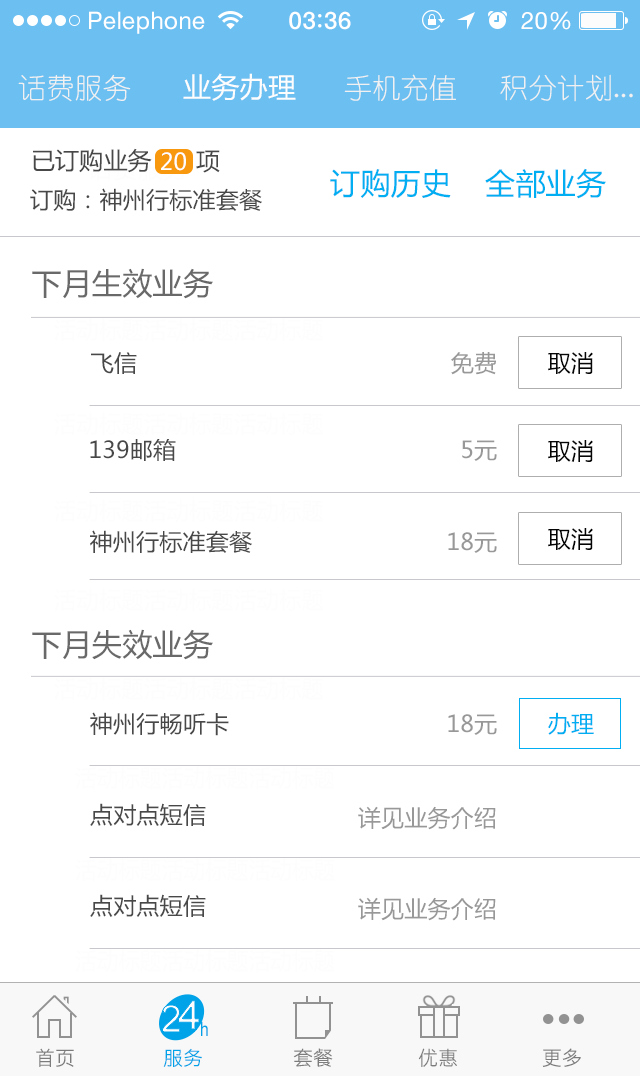 Pelephone 03:36 20%
话费服务 业务办理 手机充值 积分计划...
已订购业务20项
订购：神州行标准套餐
订购历史 全部业务
下月生效业务
飞信 免费 取消
139邮箱 5元 取消
神州行标准套餐 18元 取消
下月失效业务
神州行畅听卡 18元 办理
点对点短信 详见业务介绍
点对点短信 详见业务介绍
24h
首页 服务 套餐 优惠 更多